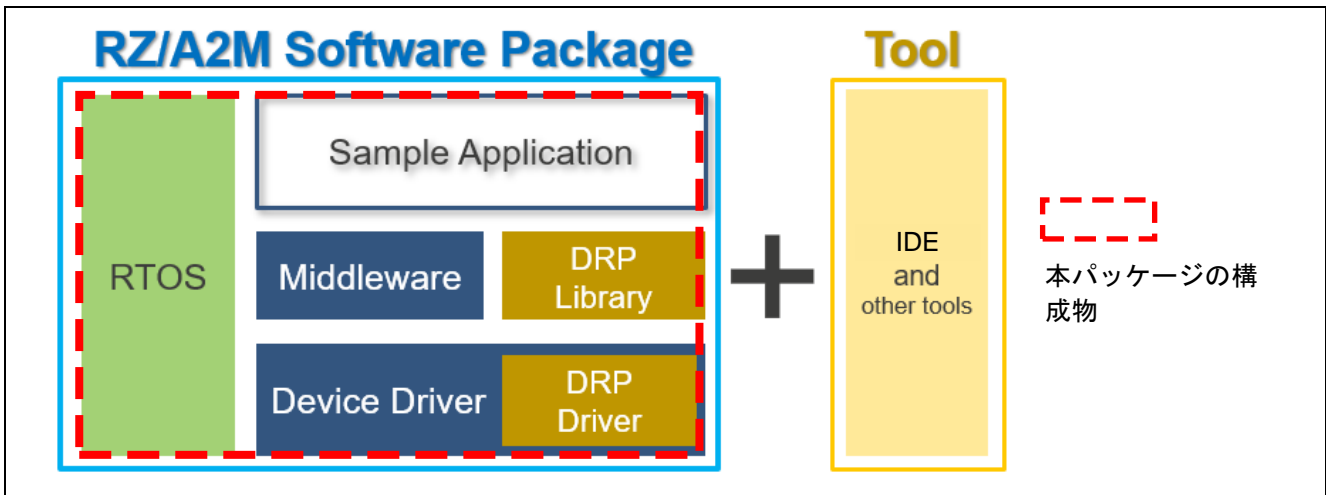 RZ/A2M Software Package
Tool
RTOS
Sample Application
Middleware
DRP
Library
Device Driver
DRP
Driver
+
IDE
and
other tools
本パッケージの構
成物